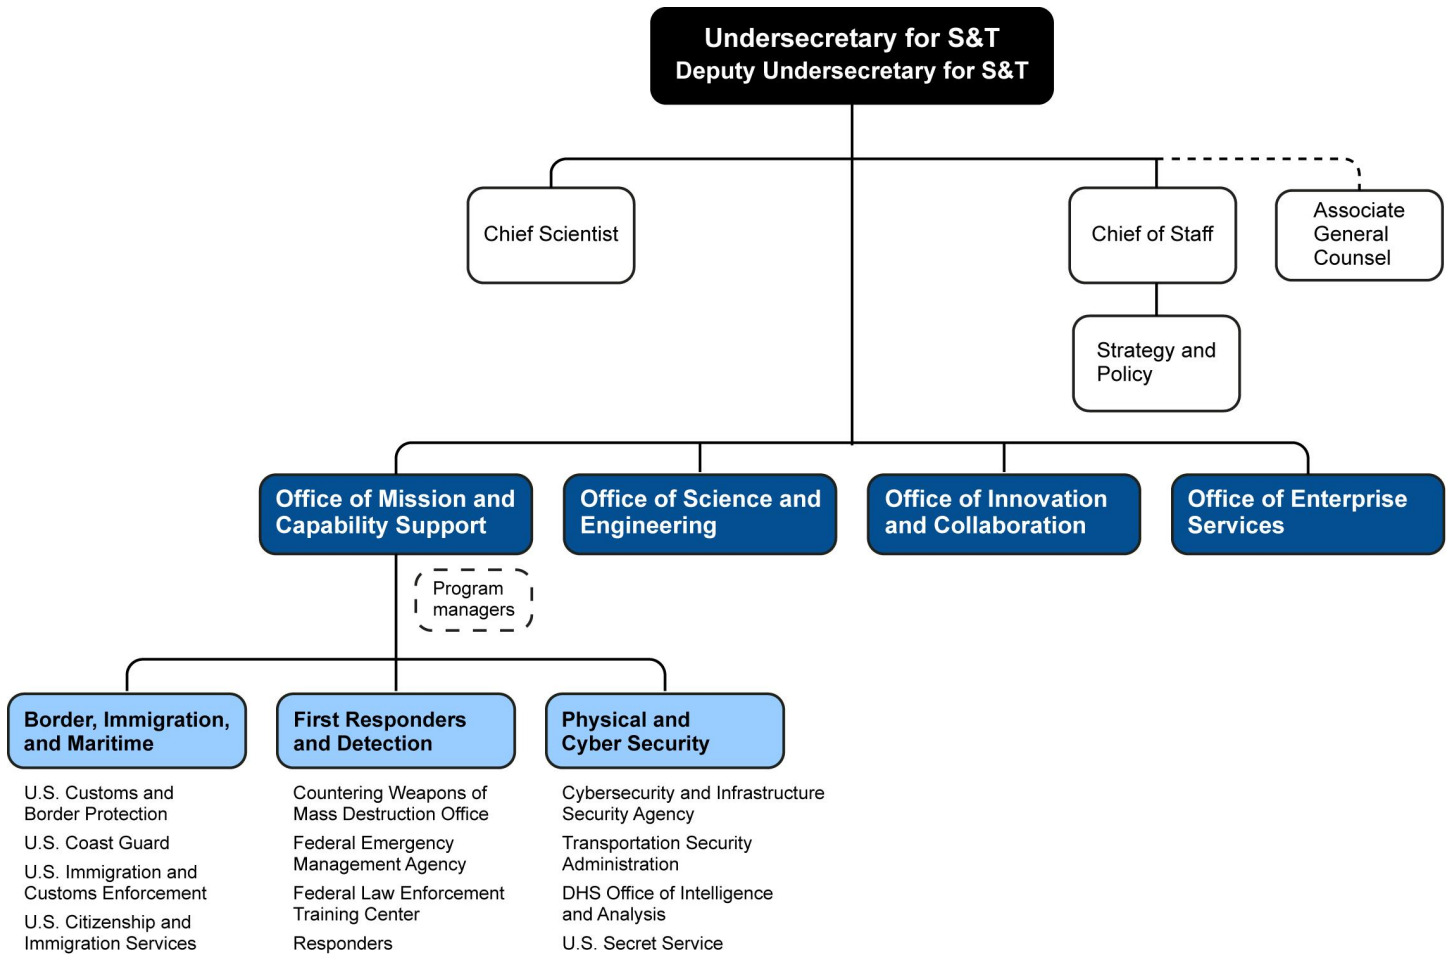 Undersecretary for S&T
Deputy Undersecretary for S&T
Chief Scientist
Chief of Staff
Associate
General
Counsel
Strategy and
Policy
Office of Mission and
Capability Support
Office of Science and
Engineering
Office of Innovation
and Collaboration
Office of Enterprise
Services
Program
managers
Border, Immigration,
and Maritime
U.S. Customs and
Border Protection
U.S. Coast Guard
U.S. Immigration and
Customs Enforcement
U.S. Citizenship and
Immigration Services
First Responders
and Detection
Countering Weapons of
Mass Destruction Office
Federal Emergency
Management Agency
Federal Law Enforcement
Training Center
Responders
Physical and
Cyber Security
Cybersecurity and Infrastructure
Security Agency
Transportation Security
Administration
DHS Office of Intelligence
and Analysis
U.S. Secret Service